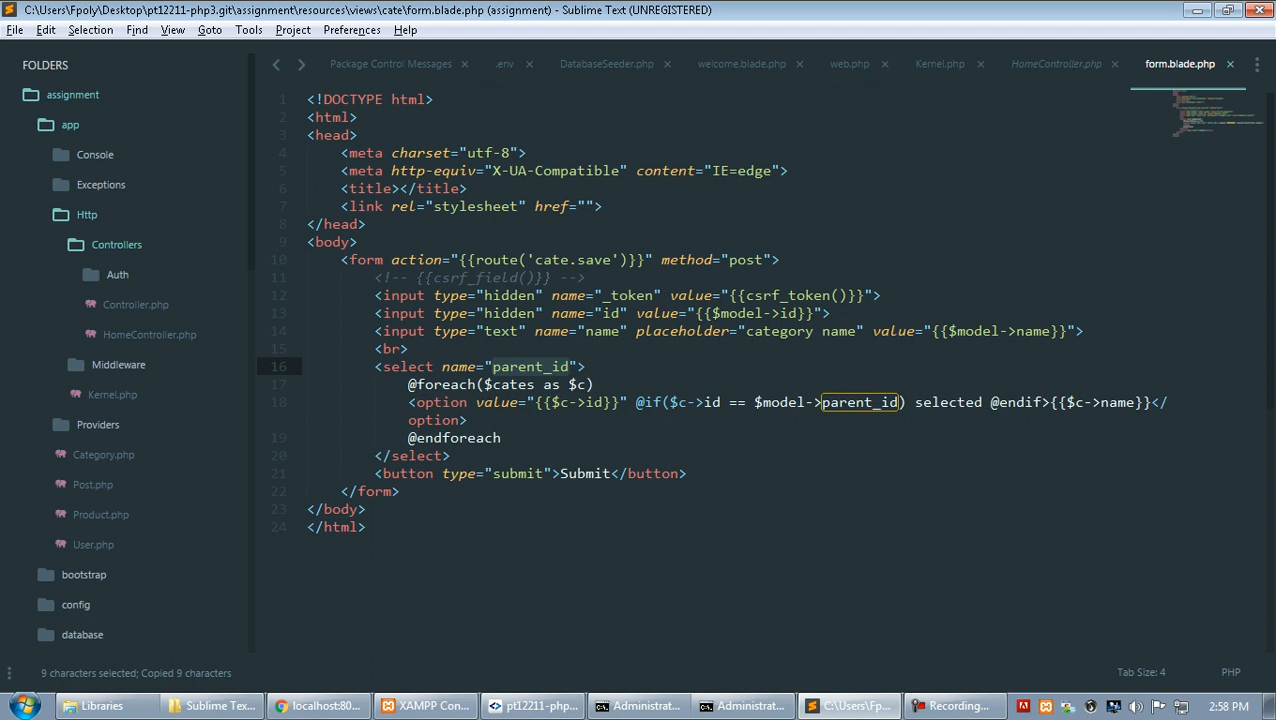 C:\Users\Fpoly\Desktop\pt12211-php3.git\assignment\resources\views\cate\form.blade.php (assignment) - Sublime Text (UNREGISTERED)
File Edit Selection Find View Goto Tools Project Preferences Help
FOLDERS
Package Control Messages × .env × DatabaseSeeder.php × welcome.blade.php × web.php × Kernel.php × HomeController.php × form.blade.php ×
assignment
app
Console
Exceptions
Http
Controllers
Auth
Controller.php
HomeController.php
Middleware
Kernel.php
Providers
Category.php
Post.php
Product.php
User.php
bootstrap
config
database
1 <!DOCTYPE html>
2 <html>
3 <head>
4 <meta charset="utf-8">
5 <meta http-equiv="X-UA-Compatible" content="IE=edge">
6 <title></title>
7 <link rel="stylesheet" href="">
8 </head>
9 <body>
10 <form action="{{route('cate.save')}}" method="post">
11 <!-- {{csrf_field()}} -->
12 <input type="hidden" name="_token" value="{{csrf_token()}}">
13 <input type="hidden" name="id" value="{{$model->id}}">
14 <input type="text" name="name" placeholder="category name" value="{{$model->name}}">
15 <br>
16 <select name="parent_id">
17 @foreach($cates as $c)
18 <option value="{{$c->id}}" @if($c->id == $model->parent_id) selected @endif>{{$c->name}}</
option>
19 @endforeach
20 </select>
21 <button type="submit">Submit</button>
22 </form>
23 </body>
24 </html>
9 characters selected; Copied 9 characters
Tab Size: 4 PHP
Libraries Sublime Tex... localhost:80... XAMPP Con... pt12211-php... Administrat... Administrat... C:\Users\Fp... Recording... 2:58 PM